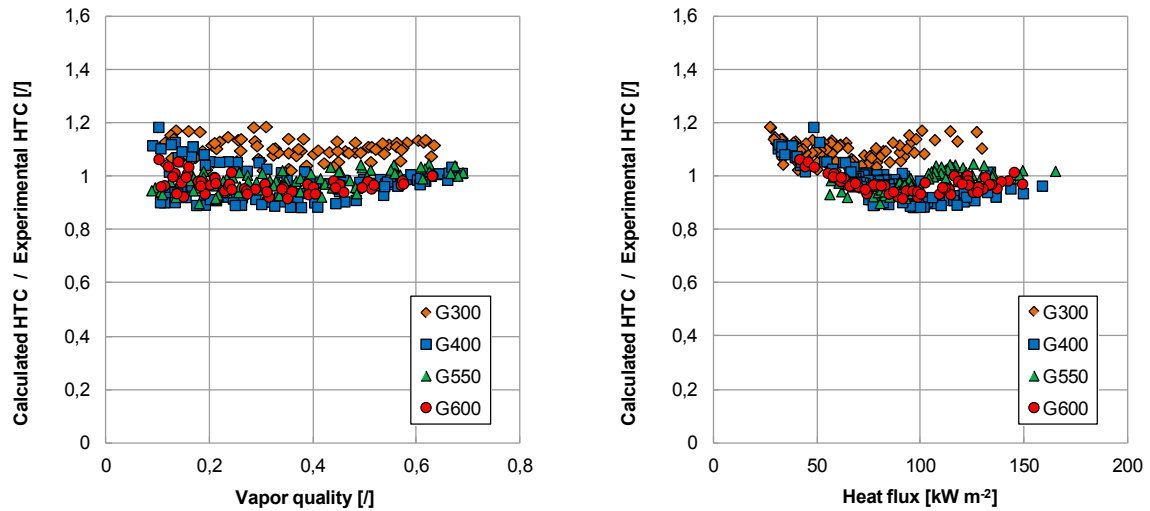 Calculated HTC / Experimental HTC [/]
1,6
1,4
1,2
1
0,8
0,6
0,4
0,2
0
0 0,2 0,4 0,6 0,8
Vapor quality [/]
G300
G400
G550
G600
Calculated HTC / Experimental HTC [/]
1,6
1,4
1,2
1
0,8
0,6
0,4
0,2
0
0 50 100 150 200
Heat flux [kW m-2]
G300
G400
G550
G600